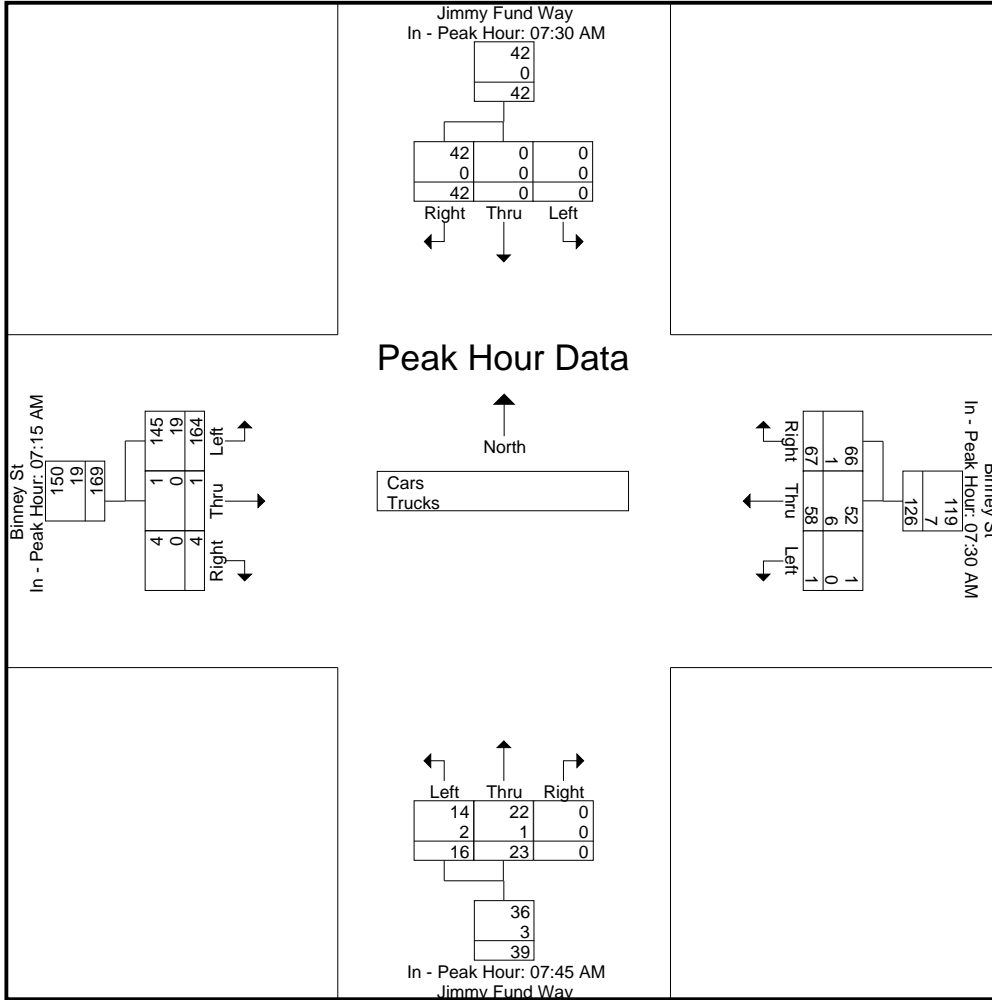 Jimmy Fund Way
In - Peak Hour: 07:30 AM
42
0
42
42 0 0
0 0 0
42 0 0
Right Thru Left
Peak Hour Data
North
Cars
Trucks
Binney St
In - Peak Hour: 07:15 AM
150
19
169
145 1 4
19 0 0
164 1 4
Left Thru Right
Binney St
In - Peak Hour: 07:30 AM
119
7
126
66 52 1
1 6 0
67 58 1
Right Thru Left
Left Thru Right
14 22 0
2 1 0
16 23 0
36
3
39
In - Peak Hour: 07:45 AM
Jimmy Fund Way